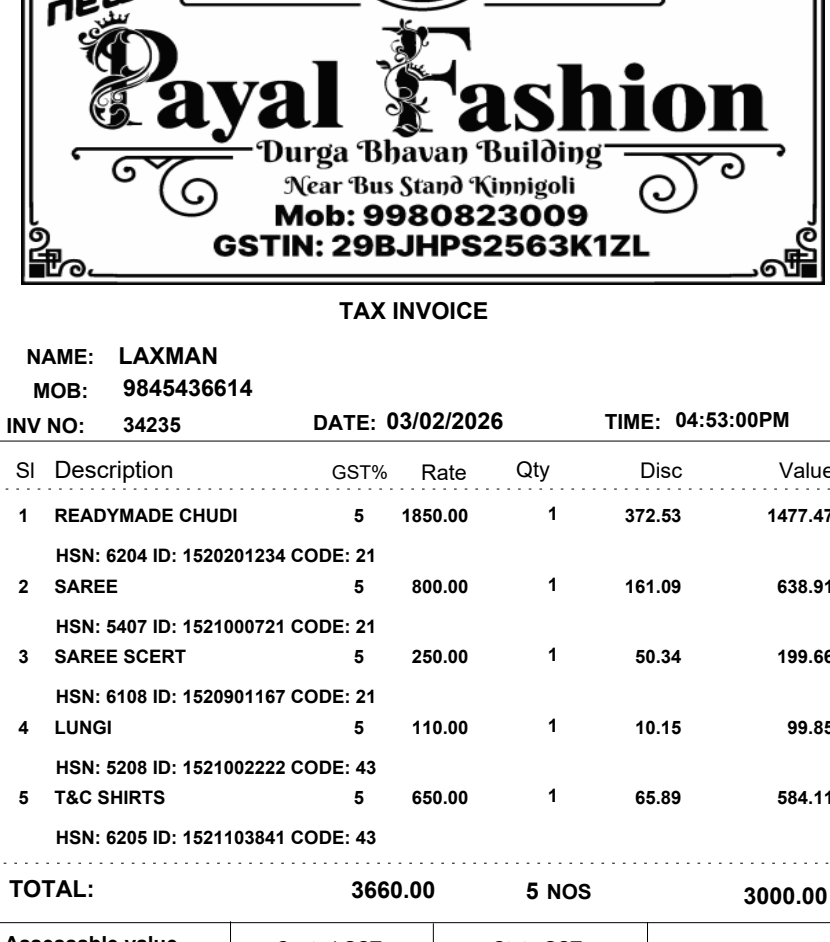 new
Payal Fashion
Durga Bhavan Building
Near Bus Stand Kinnigoli
Mob: 9980823009
GSTIN: 29BJHPS2563K1ZL
TAX INVOICE
NAME: LAXMAN
MOB: 9845436614
INV NO: 34235 DATE: 03/02/2026 TIME: 04:53:00PM
Sl Description GST% Rate Qty Disc Value
1 READYMADE CHUDI 5 1850.00 1 372.53 1477.47
HSN: 6204 ID: 1520201234 CODE: 21
2 SAREE 5 800.00 1 161.09 638.91
HSN: 5407 ID: 1521000721 CODE: 21
3 SAREE SCERT 5 250.00 1 50.34 199.66
HSN: 6108 ID: 1520901167 CODE: 21
4 LUNGI 5 110.00 1 10.15 99.85
HSN: 5208 ID: 1521002222 CODE: 43
5 T&C SHIRTS 5 650.00 1 65.89 584.11
HSN: 6205 ID: 1521103841 CODE: 43
TOTAL: 3660.00 5 NOS 3000.00